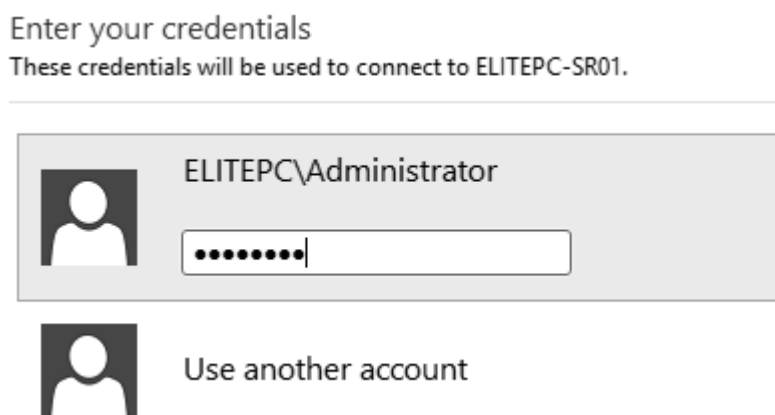 Enter your credentials
These credentials will be used to connect to ELITEPC-SR01.
ELITEPC\Administrator
●●●●●●●●
Use another account